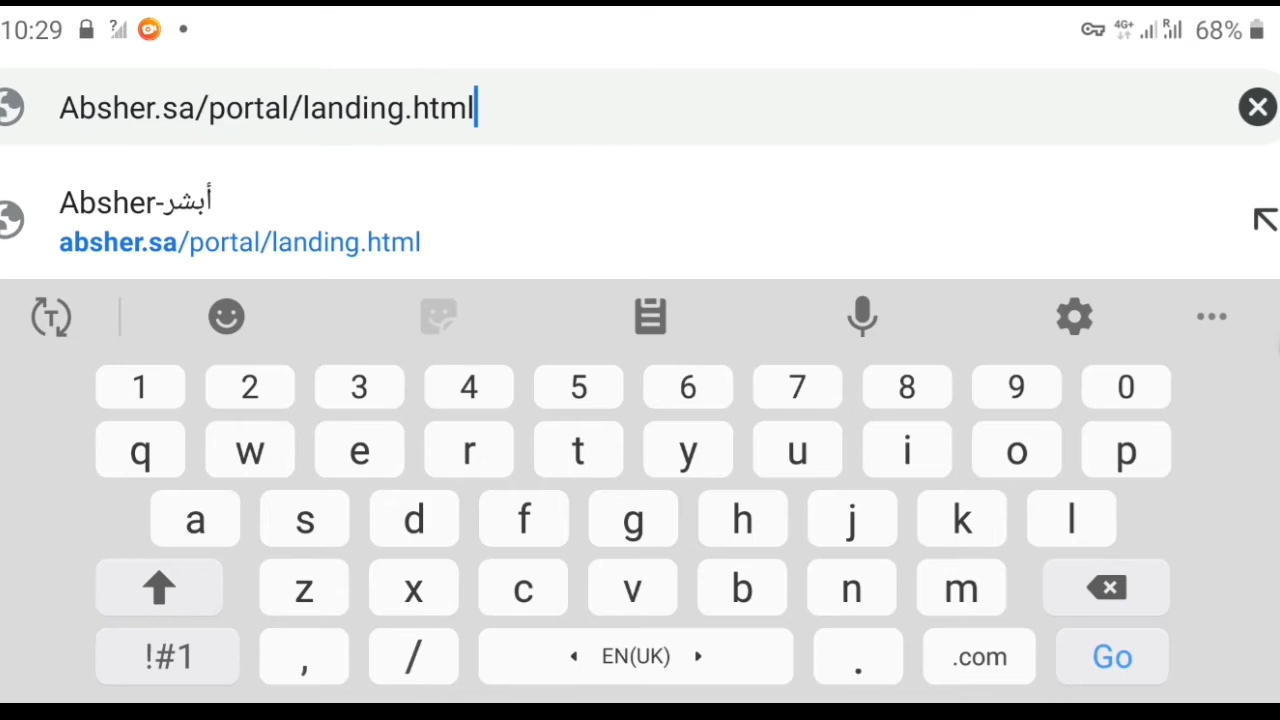 10:29 68%
Absher.sa/portal/landing.html
Absher-أبشر
absher.sa/portal/landing.html
1 2 3 4 5 6 7 8 9 0
q w e r t y u i o p
a s d f g h j k l
z x c v b n m
!#1 , / EN(UK) . .com Go